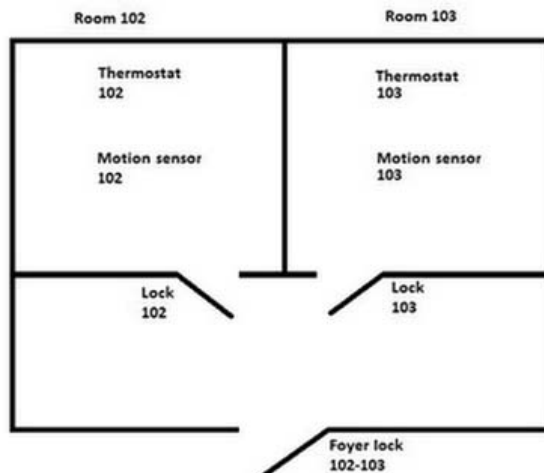 Room 102
Room 103
Thermostat
102
Thermostat
103
Motion sensor
102
Motion sensor
103
Lock
102
Lock
103
Foyer lock
102-103